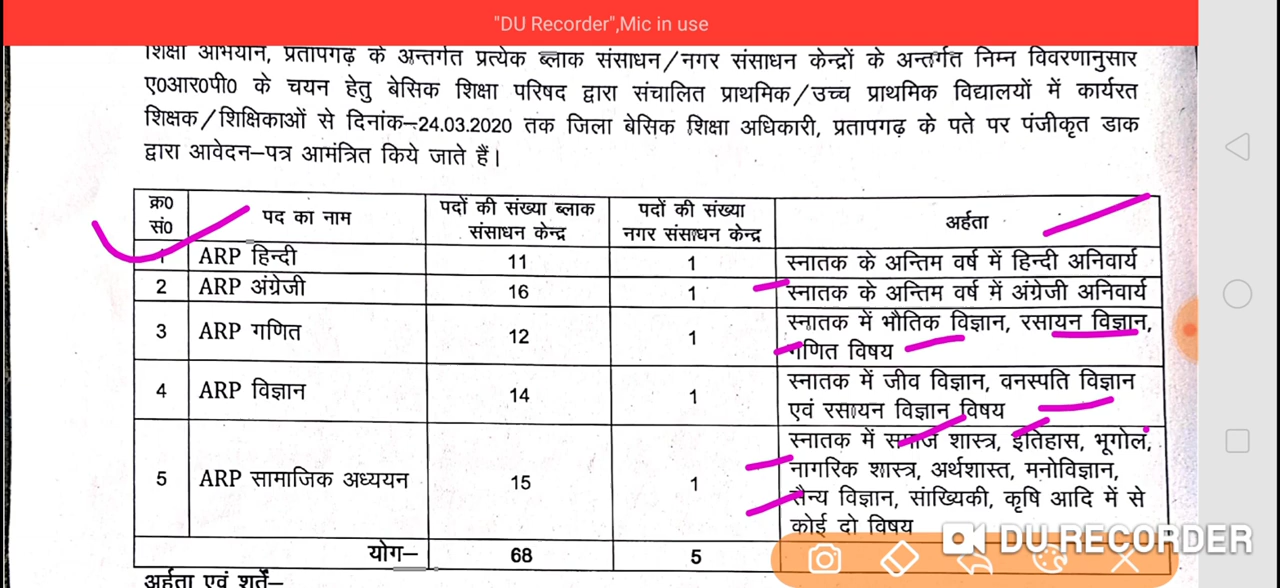 "DU Recorder",Mic in use
शिक्षा अभियान, प्रतापगढ़ के अन्तर्गत प्रत्येक ब्लाक संसाधन/नगर संसाधन केन्द्रों के अन्तर्गत निम्न विवरणानुसार
ए०आर०पी० के चयन हेतु बेसिक शिक्षा परिषद द्वारा संचालित प्राथमिक/उच्च प्राथमिक विद्यालयों में कार्यरत
शिक्षक/शिक्षिकाओं से दिनांक–24.03.2020 तक जिला बेसिक शिक्षा अधिकारी, प्रतापगढ़ के पते पर पंजीकृत डाक
द्वारा आवेदन–पत्र आमंत्रित किये जाते हैं।
क्र० सं० पद का नाम पदों की संख्या ब्लाक संसाधन केन्द्र पदों की संख्या नगर संसाधन केन्द्र अर्हता
1 ARP हिन्दी 11 1 स्नातक के अन्तिम वर्ष में हिन्दी अनिवार्य
2 ARP अंग्रेजी 16 1 स्नातक के अन्तिम वर्ष में अंग्रेजी अनिवार्य
3 ARP गणित 12 1 स्नातक में भौतिक विज्ञान, रसायन विज्ञान,
गणित विषय
4 ARP विज्ञान 14 1 स्नातक में जीव विज्ञान, वनस्पति विज्ञान
एवं रसायन विज्ञान विषय
5 ARP सामाजिक अध्ययन 15 1 स्नातक में समाज शास्त्र, इतिहास, भूगोल,
नागरिक शास्त्र, अर्थशास्त, मनोविज्ञान,
सैन्य विज्ञान, सांख्यिकी, कृषि आदि में से
कोई दो विषय
योग– 68 5
अर्हता एवं शर्तें–
DU RECORDER